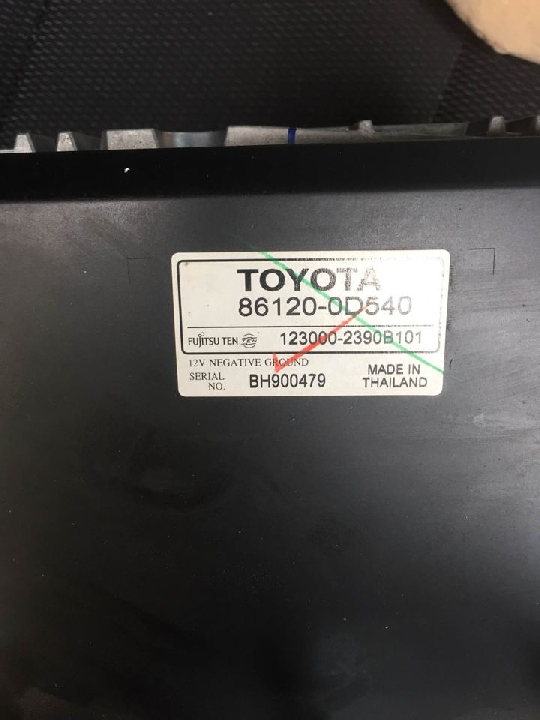 TOYOTA
86120-0D540
FUJITSU TEN 123000-2390B101
12V NEGATIVE GROUND
SERIAL NO. BH900479
MADE IN THAILAND